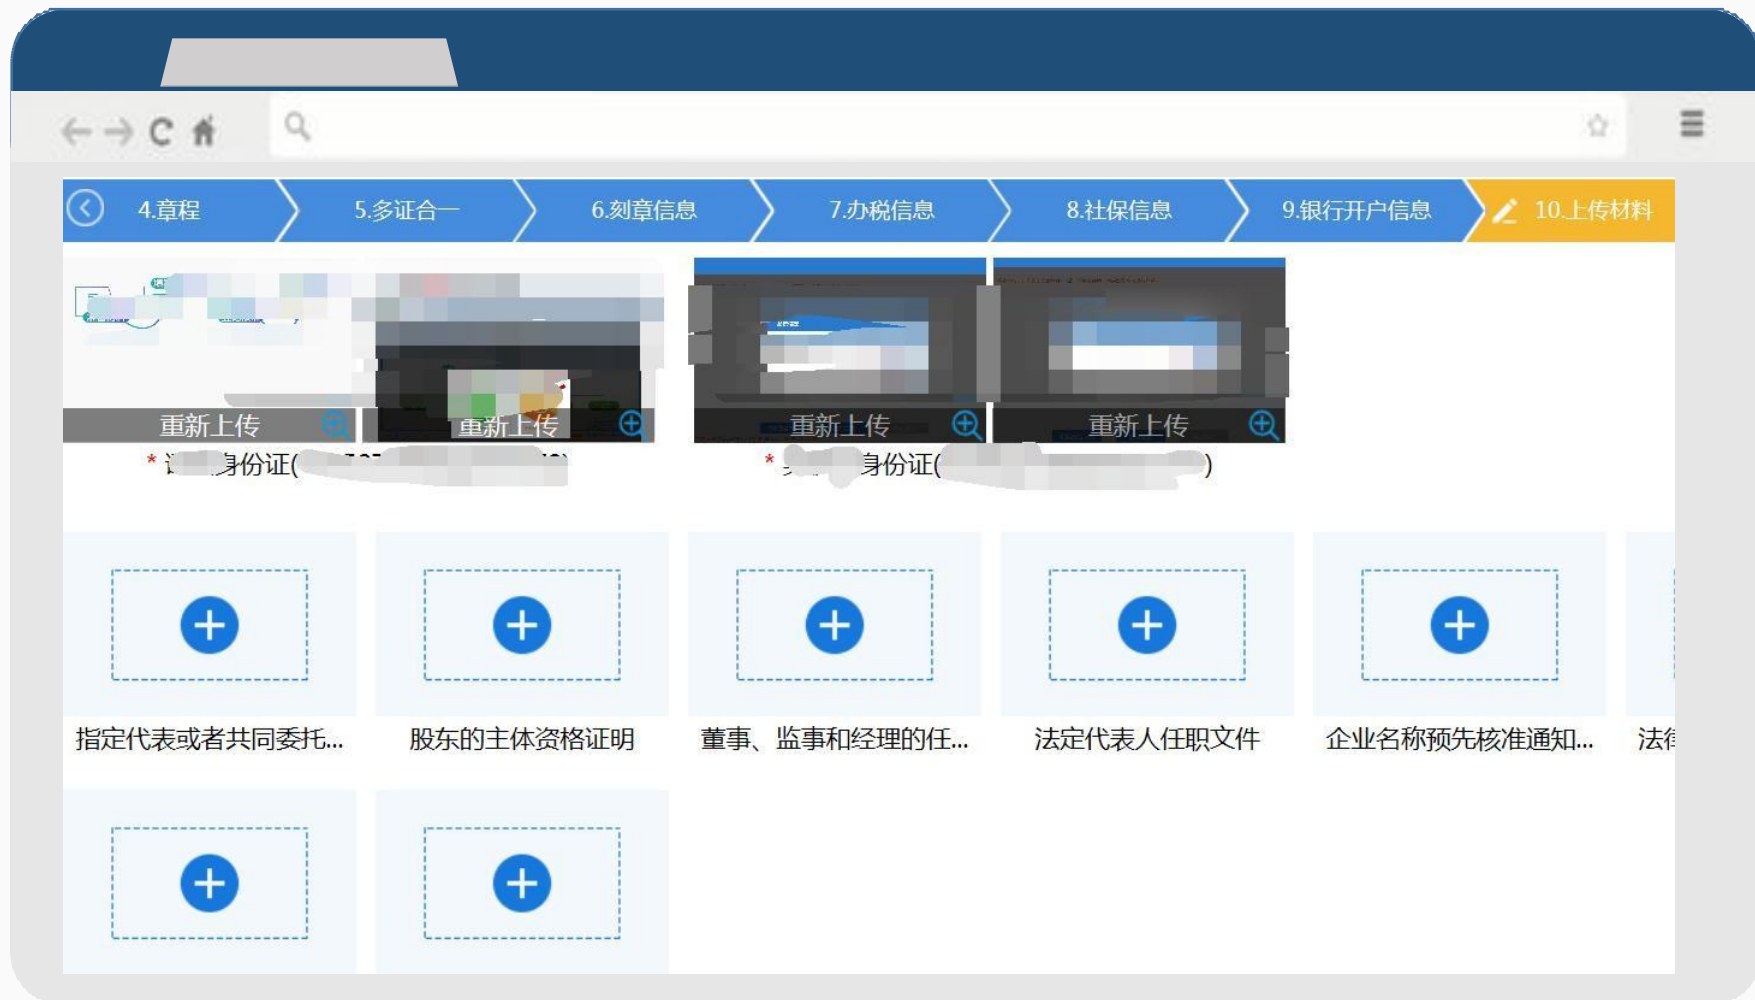 4.章程 5.多证合一 6.刻章信息 7.办税信息 8.社保信息 9.银行开户信息 10.上传材料
重新上传 重新上传 重新上传 重新上传
* 身份证( * 身份证( )
指定代表或者共同委托... 股东的主体资格证明 董事、监事和经理的任... 法定代表人任职文件 企业名称预先核准通知... 法律